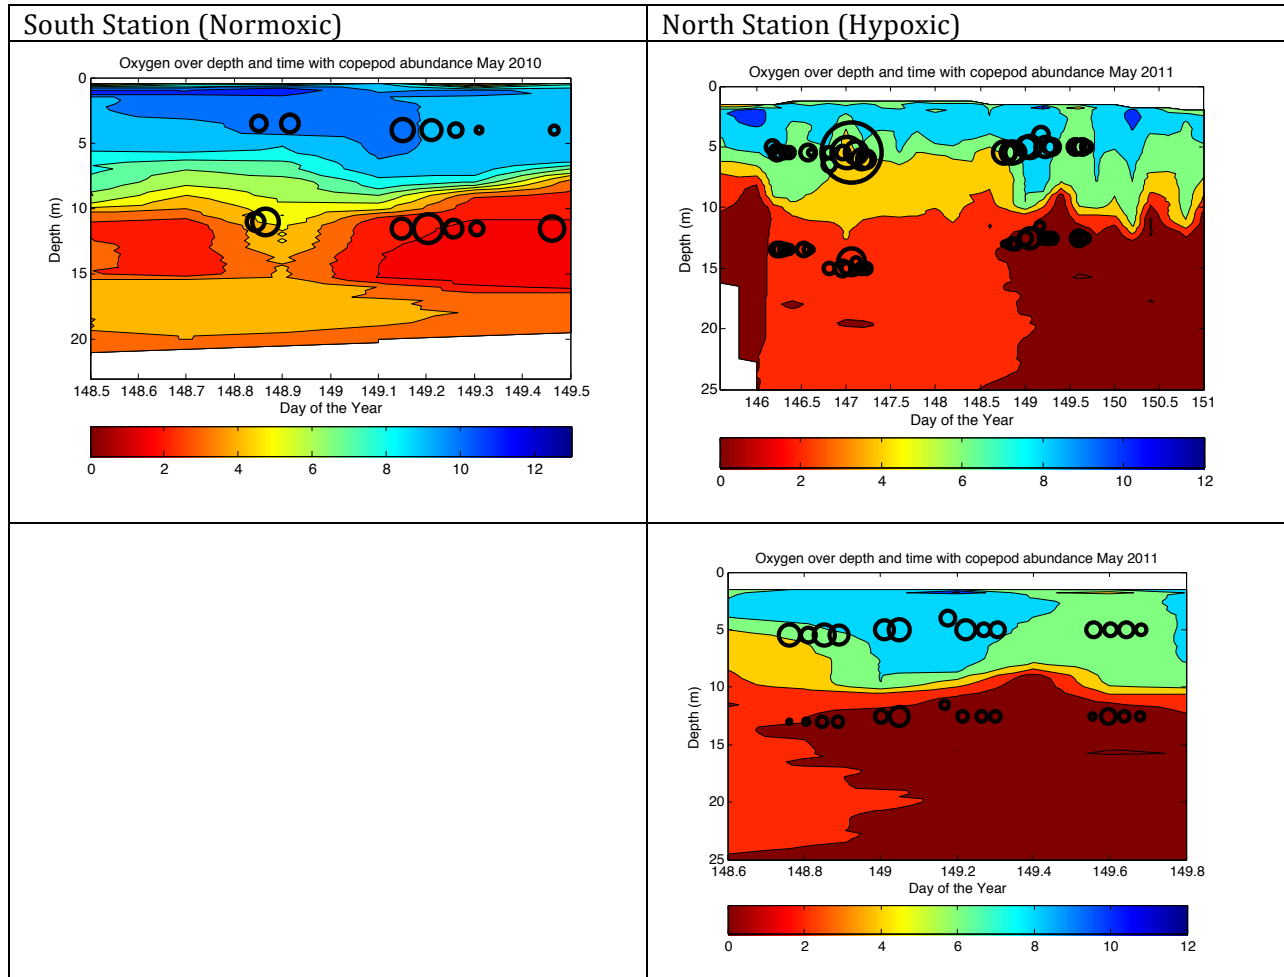 South Station (Normoxic)
North Station (Hypoxic)
Oxygen over depth and time with copepod abundance May 2010
0
5
10
15
20
Depth (m)
148.5 148.6 148.7 148.8 148.9 149 149.1 149.2 149.3 149.4 149.5
Day of the Year
0 2 4 6 8 10 12
Oxygen over depth and time with copepod abundance May 2011
0
5
10
15
20
25
Depth (m)
146 146.5 147 147.5 148 148.5 149 149.5 150 150.5 151
Day of the Year
0 2 4 6 8 10 12
Oxygen over depth and time with copepod abundance May 2011
0
5
10
15
20
25
Depth (m)
148.6 148.8 149 149.2 149.4 149.6 149.8
Day of the Year
0 2 4 6 8 10 12